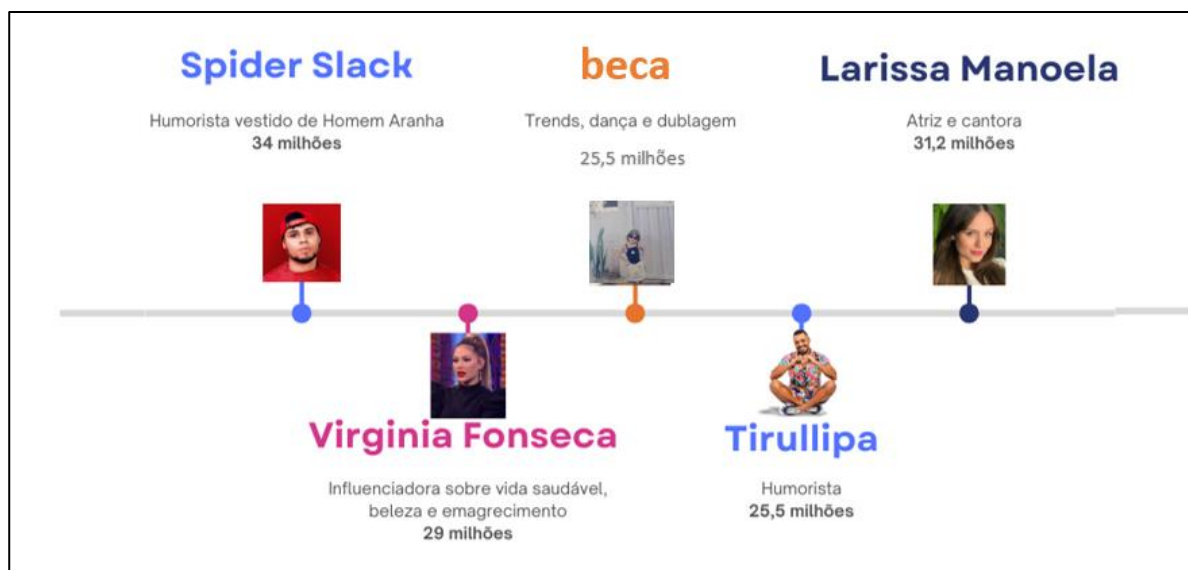 Spider Slack
Humorista vestido de Homem Aranha
34 milhões
beca
Trends, dança e dublagem
25,5 milhões
Larissa Manoela
Atriz e cantora
31,2 milhões
Virginia Fonseca
Influenciadora sobre vida saudável,
beleza e emagrecimento
29 milhões
Tirullipa
Humorista
25,5 milhões